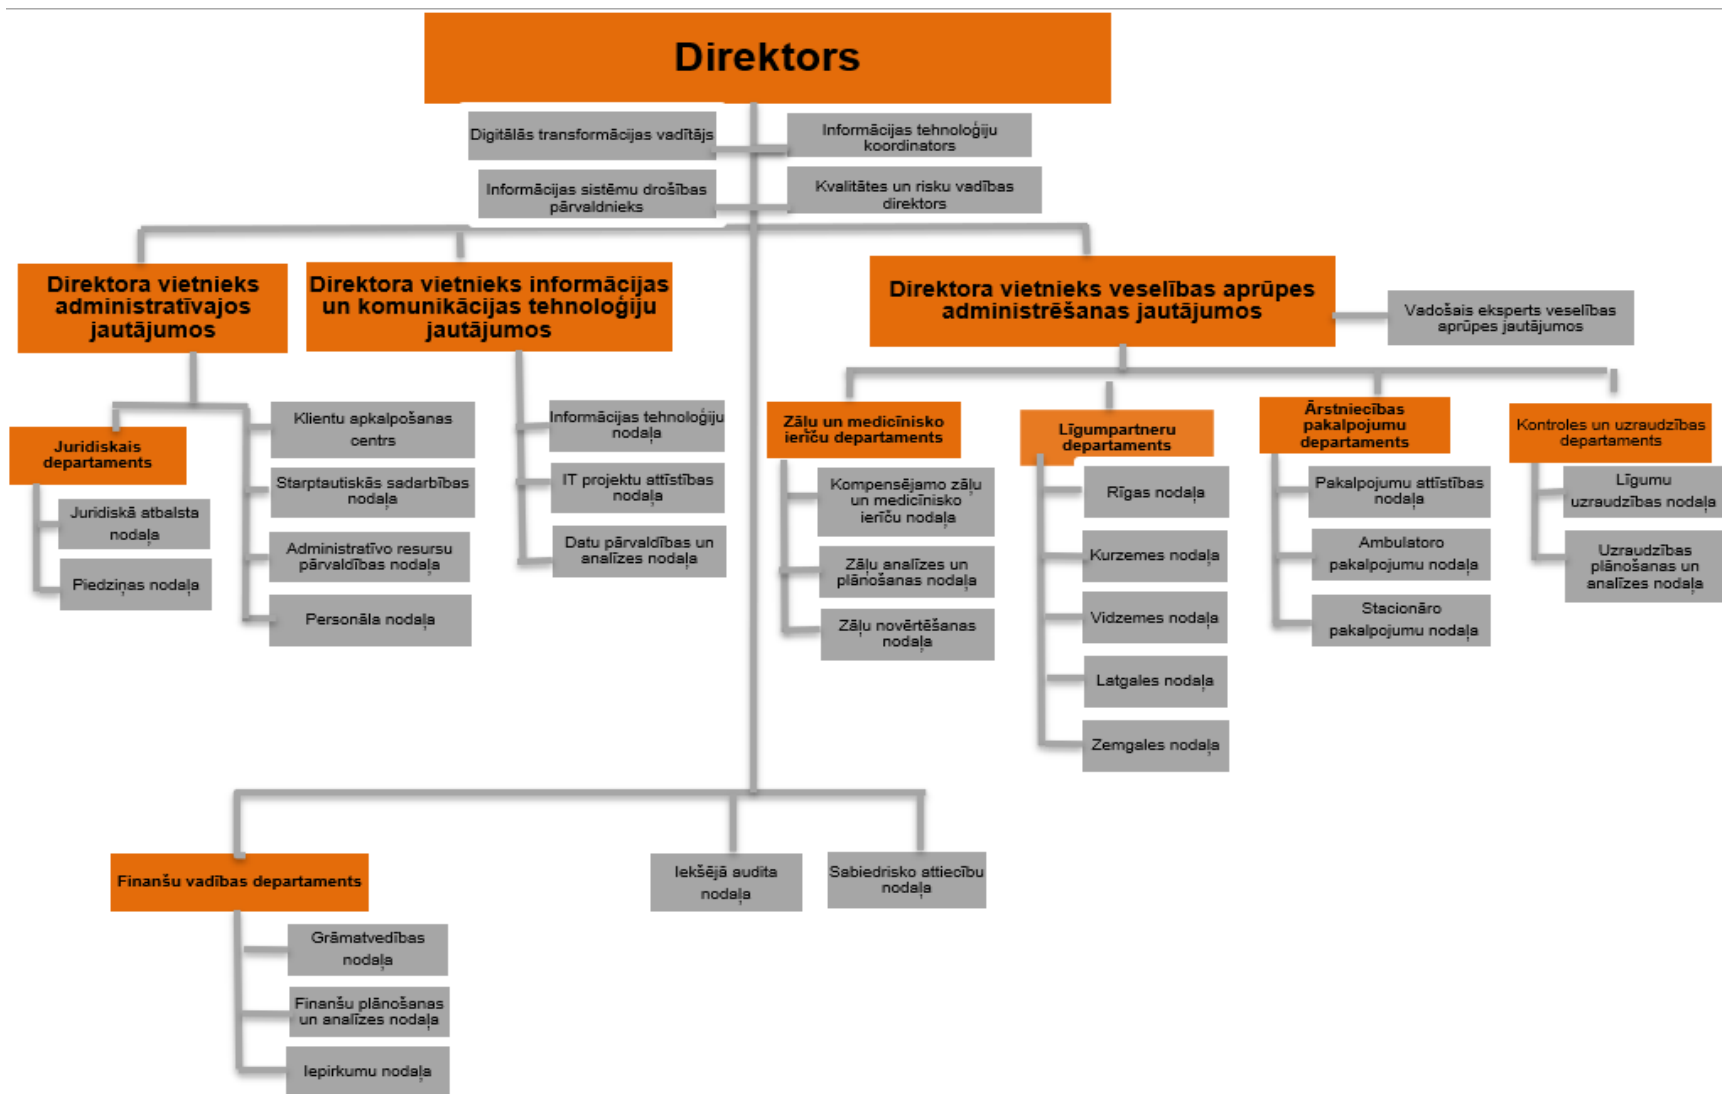 Direktors
Digitālās transformācijas vadītājs
Informācijas tehnoloģiju
koordinators
Informācijas sistēmu drošības
pārvaldnieks
Kvalitātes un risku vadības
direktors
Direktora vietnieks
administratīvajos
jautājumos
Direktora vietnieks informācijas
un komunikācijas tehnoloģiju
jautājumos
Direktora vietnieks veselības aprūpes
administrēšanas jautājumos
Vadošais eksperts veselības
aprūpes jautājumos
Juridiskais
departaments
Juridiskā atbalsta
nodaļa
Piedziņas nodaļa
Klientu apkalpošanas
centrs
Starptautiskās sadarbības
nodaļa
Administratīvo resursu
pārvaldības nodaļa
Personāla nodaļa
Informācijas tehnoloģiju
nodaļa
IT projektu attīstības
nodaļa
Datu pārvaldības un
analīzes nodaļa
Zāļu un medicīnisko
ierīču departaments
Kompensējamo zāļu
un medicīnisko
ierīču nodaļa
Zāļu analīzes un
plānošanas nodaļa
Zāļu novērtēšanas
nodaļa
Līgumpartneru
departaments
Rīgas nodaļa
Kurzemes nodaļa
Vidzemes nodaļa
Latgales nodaļa
Zemgales nodaļa
Ārstniecības
pakalpojumu
departaments
Pakalpojumu attīstības
nodaļa
Ambulatoro
pakalpojumu nodaļa
Stacionāro
pakalpojumu nodaļa
Kontroles un uzraudzības
departaments
Līgumu
uzraudzības nodaļa
Uzraudzības
plānošanas un
analīzes nodaļa
Finanšu vadības departaments
Grāmatvedības
nodaļa
Finanšu plānošanas
un analīzes nodaļa
Iepirkumu nodaļa
Iekšējā audita
nodaļa
Sabiedrisko attiecību
nodaļa